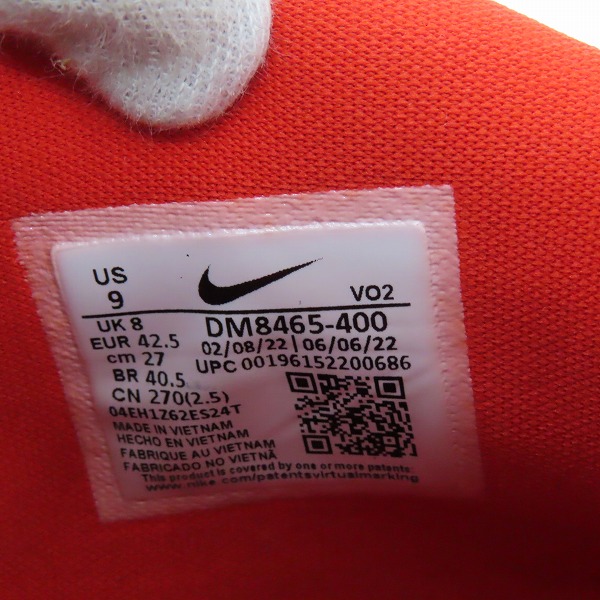 US
9
VO2
UK 8
DM8465-400
EUR 42.5
02/08/22 | 06/06/22
cm 27
UPC 00196152200686
BR 40.5
CN 270(2.5)
04EH1Z62ES24T
MADE IN VIETNAM
HECHO EN VIETNAM
FABRIQUE AU VIETNAM
FABRICADO NO VIETNÃ
This product is covered by one or more patents:
www.nike.com/patentsvirtualmarking